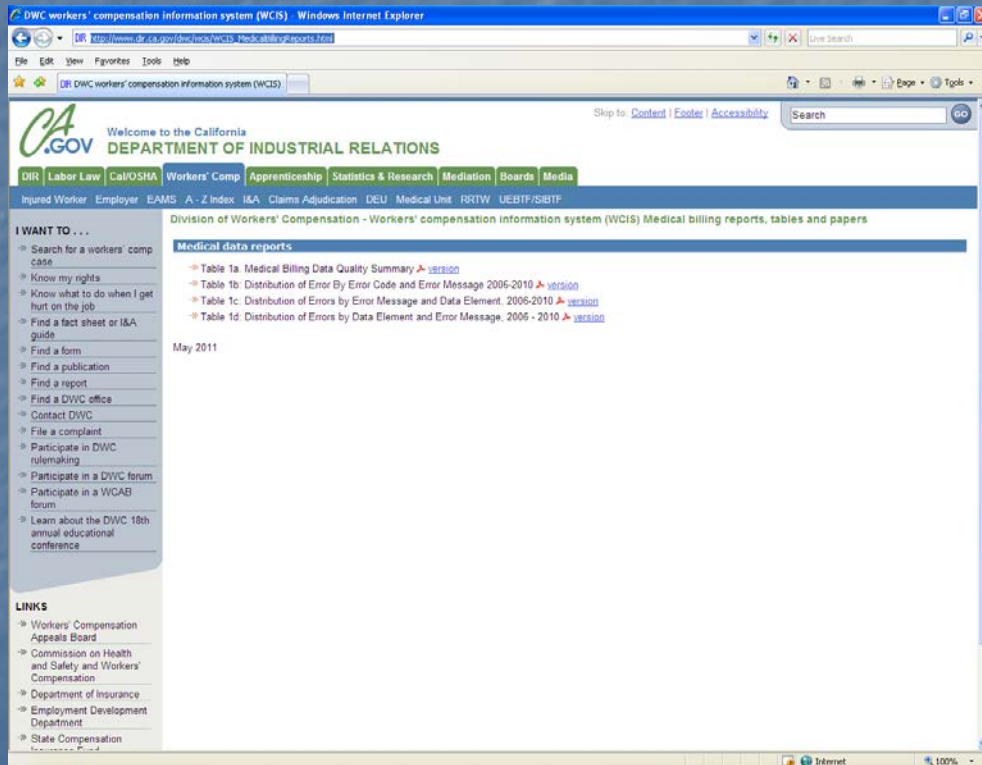 DWC workers' compensation information system (WCIS) - Windows Internet Explorer
DIR http://www.dir.ca.gov/dwc/wcis/WCIS_MedicalbillingReports.html
Live Search
File Edit View Favorites Tools Help
DIR DWC workers' compensation information system (WCIS)
Page Tools
Skip to: Content | Footer | Accessibility
Search
GO
CA.GOV
Welcome to the California
DEPARTMENT OF INDUSTRIAL RELATIONS
DIR Labor Law Cal/OSHA Workers' Comp Apprenticeship Statistics & Research Mediation Boards Media
Injured Worker Employer EAMS A - Z Index I&A Claims Adjudication DEU Medical Unit RRTW UEBTF/SIBTF
Division of Workers' Compensation - Workers' compensation information system (WCIS) Medical billing reports, tables and papers
Medical data reports
Table 1a. Medical Billing Data Quality Summary version
Table 1b: Distribution of Error By Error Code and Error Message 2006-2010 version
Table 1c: Distribution of Errors by Error Message and Data Element. 2006-2010 version
Table 1d: Distribution of Errors by Data Element and Error Message, 2006 - 2010 version
May 2011
I WANT TO . . .
Search for a workers' comp
case
Know my rights
Know what to do when I get
hurt on the job
Find a fact sheet or I&A
guide
Find a form
Find a publication
Find a report
Find a DWC office
Contact DWC
File a complaint
Participate in DWC
rulemaking
Participate in a DWC forum
Participate in a WCAB
forum
Learn about the DWC 18th
annual educational
conference
LINKS
Workers' Compensation
Appeals Board
Commission on Health
and Safety and Workers'
Compensation
Department of Insurance
Employment Development
Department
State Compensation
Internet
100%